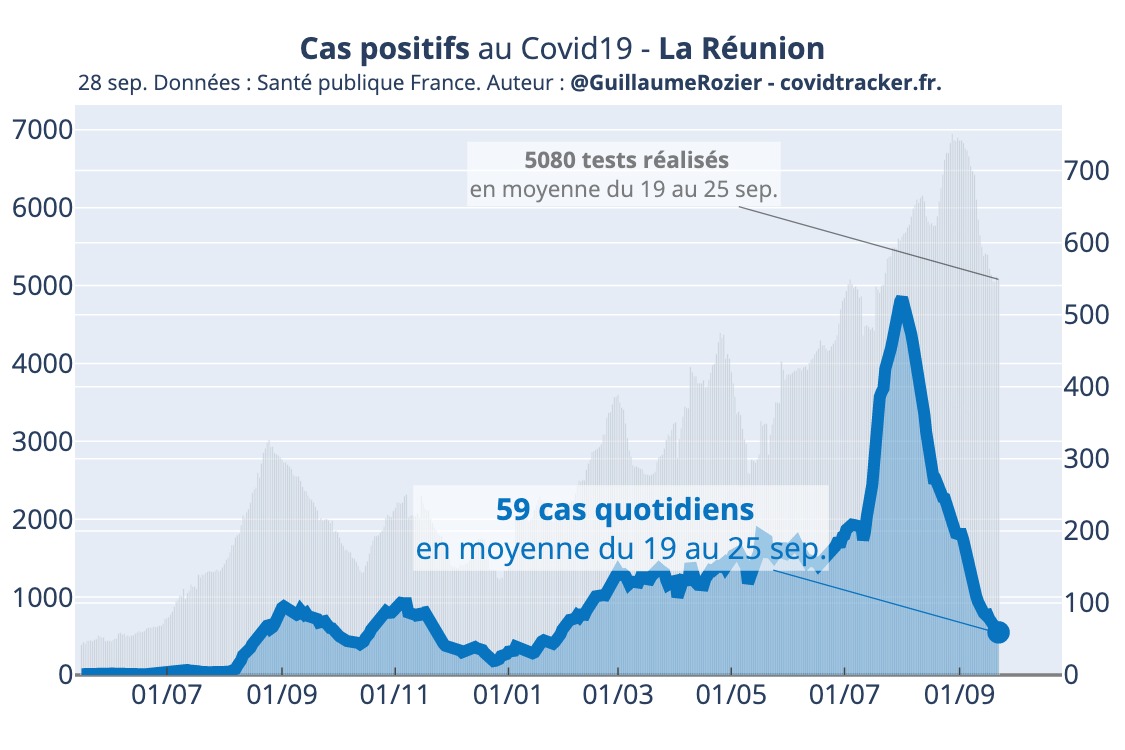 Cas positifs au Covid19 - La Réunion
28 sep. Données : Santé publique France. Auteur : @GuillaumeRozier - covidtracker.fr.
7000
6000
5000
4000
3000
2000
1000
0
700
600
500
400
300
200
100
0
5080 tests réalisés
en moyenne du 19 au 25 sep.
59 cas quotidiens
en moyenne du 19 au 25 sep.
01/07 01/09 01/11 01/01 01/03 01/05 01/07 01/09